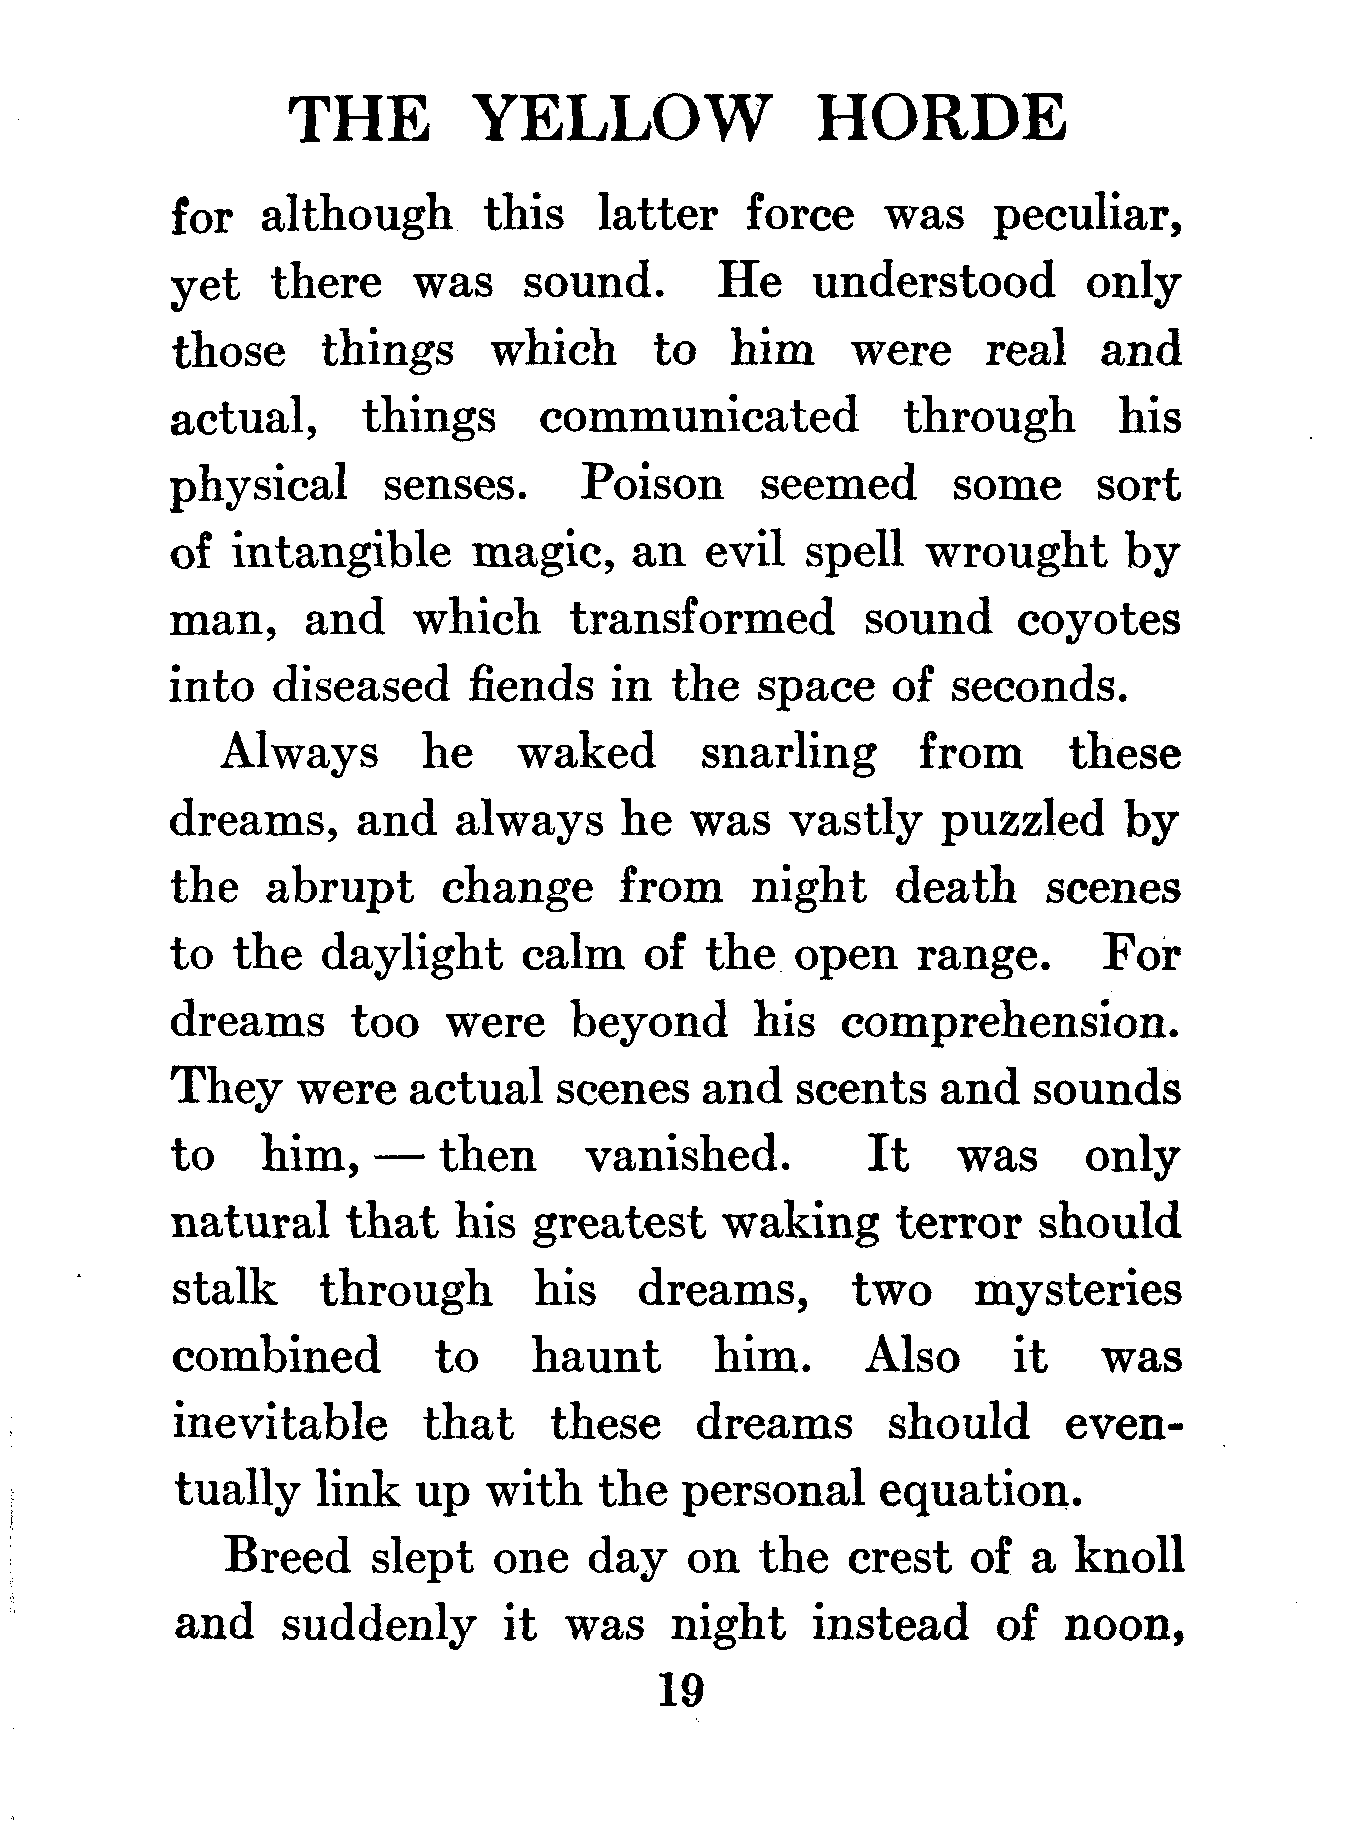 THE YELLOW HORDE
for although this latter force was peculiar,
yet there was sound. He understood only
those things which to him were real and
actual, things communicated through his
physical senses. Poison seemed some sort
of intangible magic, an evil spell wrought by
man, and which transformed sound coyotes
into diseased fiends in the space of seconds.
Always he waked snarling from these
dreams, and always he was vastly puzzled by
the abrupt change from night death scenes
to the daylight calm of the open range. For
dreams too were beyond his comprehension.
They were actual scenes and scents and sounds
to him, — then vanished. It was only
natural that his greatest waking terror should
stalk through his dreams, two mysteries
combined to haunt him. Also it was
inevitable that these dreams should even-
tually link up with the personal equation.
Breed slept one day on the crest of a knoll
and suddenly it was night instead of noon,
19